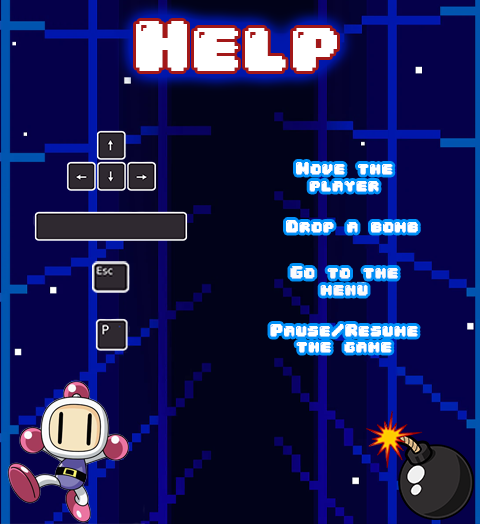 HELP
↑
← ↓ →
MOVE THE
PLAYER
DROP A BOMB
Esc
GO TO THE
MENU
P
PAUSE/RESUME
THE GAME